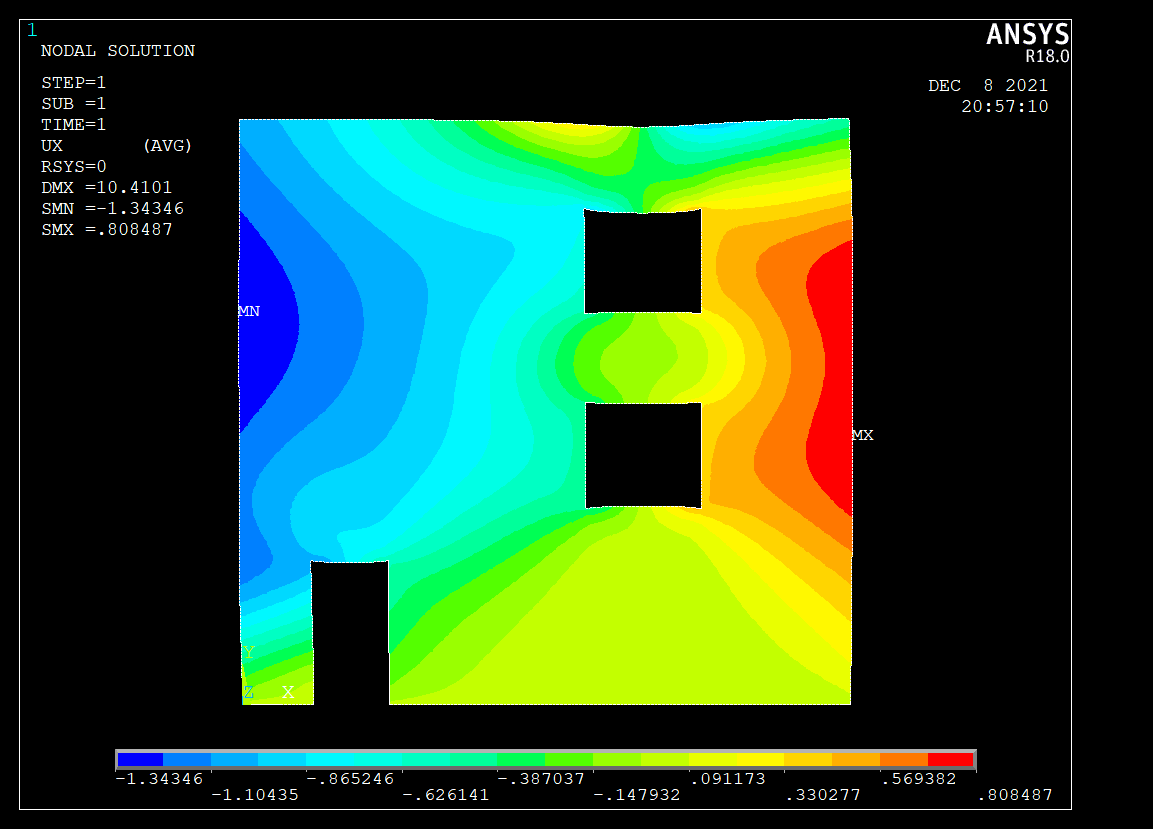 1
ANSYS
R18.0
NODAL SOLUTION
DEC 8 2021
20:57:10
STEP=1
SUB =1
TIME=1
UX (AVG)
RSYS=0
DMX =10.4101
SMN =-1.34346
SMX =.808487
MN
MX
Y
Z X
-1.34346 -.865246 -.387037 .091173 .569382
-1.10435 -.626141 -.147932 .330277 .808487